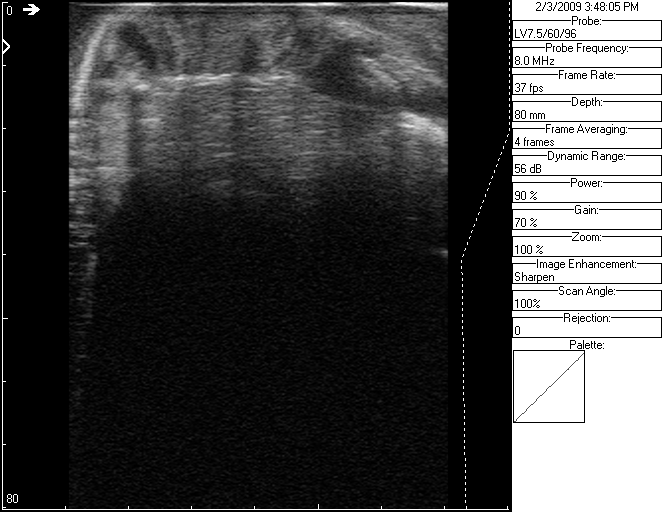 0
80
2/3/2009 3:48:05 PM
Probe:
LV7.5/60/96
Probe Frequency:
8.0 MHz
Frame Rate:
37 fps
Depth:
80 mm
Frame Averaging:
4 frames
Dynamic Range:
56 dB
Power:
90 %
Gain:
70 %
Zoom:
100 %
Image Enhancement:
Sharpen
Scan Angle:
100%
Rejection:
0
Palette: